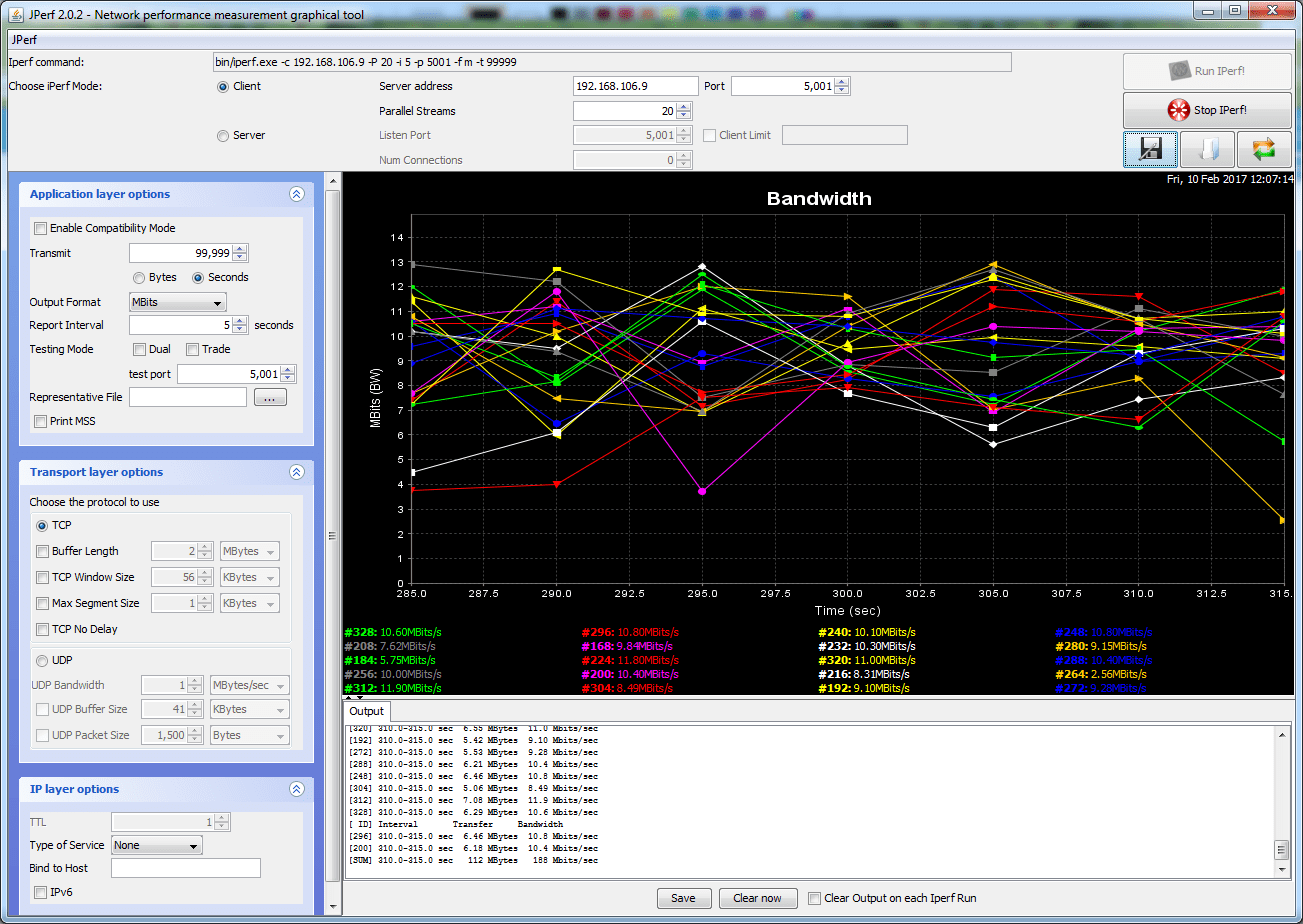 JPerf 2.0.2 - Network performance measurement graphical tool
JPerf
Iperf command:
bin/iperf.exe -c 192.168.106.9 -P 20 -i 5 -p 5001 -f m -t 99999
Choose iPerf Mode:
Client
Server address
192.168.106.9
Port
5,001
Parallel Streams
20
Server
Listen Port
5,001
Client Limit
Num Connections
0
Run IPerf!
Stop IPerf!
Application layer options
Enable Compatibility Mode
Transmit
99,999
Bytes
Seconds
Output Format
MBits
Report Interval
5
seconds
Testing Mode
Dual
Trade
test port
5,001
Representative File
...
Print MSS
Transport layer options
Choose the protocol to use
TCP
Buffer Length
2
MBytes
TCP Window Size
56
KBytes
Max Segment Size
1
KBytes
TCP No Delay
UDP
UDP Bandwidth
1
MBytes/sec
UDP Buffer Size
41
KBytes
UDP Packet Size
1,500
Bytes
IP layer options
TTL
1
Type of Service
None
Bind to Host
IPv6
Fri, 10 Feb 2017 12:07:14
Bandwidth
MBits (BW)
14
13
12
11
10
9
8
7
6
5
4
3
2
1
0
285.0 287.5 290.0 292.5 295.0 297.5 300.0 302.5 305.0 307.5 310.0 312.5 315.
Time (sec)
#328: 10.60MBits/s #296: 10.80MBits/s #240: 10.10MBits/s #248: 10.80MBits/s
#208: 7.62MBits/s #168: 9.84MBits/s #232: 10.30MBits/s #280: 9.15MBits/s
#184: 5.75MBits/s #224: 11.80MBits/s #320: 11.00MBits/s #288: 10.40MBits/s
#256: 10.00MBits/s #200: 10.40MBits/s #216: 8.31MBits/s #264: 2.56MBits/s
#312: 11.90MBits/s #304: 8.49MBits/s #192: 9.10MBits/s #272: 9.28MBits/s
Output
[320] 310.0-315.0 sec 6.55 MBytes 11.0 Mbits/sec
[192] 310.0-315.0 sec 5.42 MBytes 9.10 Mbits/sec
[272] 310.0-315.0 sec 5.53 MBytes 9.28 Mbits/sec
[288] 310.0-315.0 sec 6.21 MBytes 10.4 Mbits/sec
[248] 310.0-315.0 sec 6.46 MBytes 10.8 Mbits/sec
[304] 310.0-315.0 sec 5.06 MBytes 8.49 Mbits/sec
[312] 310.0-315.0 sec 7.08 MBytes 11.9 Mbits/sec
[328] 310.0-315.0 sec 6.29 MBytes 10.6 Mbits/sec
[ ID] Interval Transfer Bandwidth
[296] 310.0-315.0 sec 6.46 MBytes 10.8 Mbits/sec
[200] 310.0-315.0 sec 6.18 MBytes 10.4 Mbits/sec
[SUM] 310.0-315.0 sec 112 MBytes 188 Mbits/sec
Save
Clear now
Clear Output on each Iperf Run